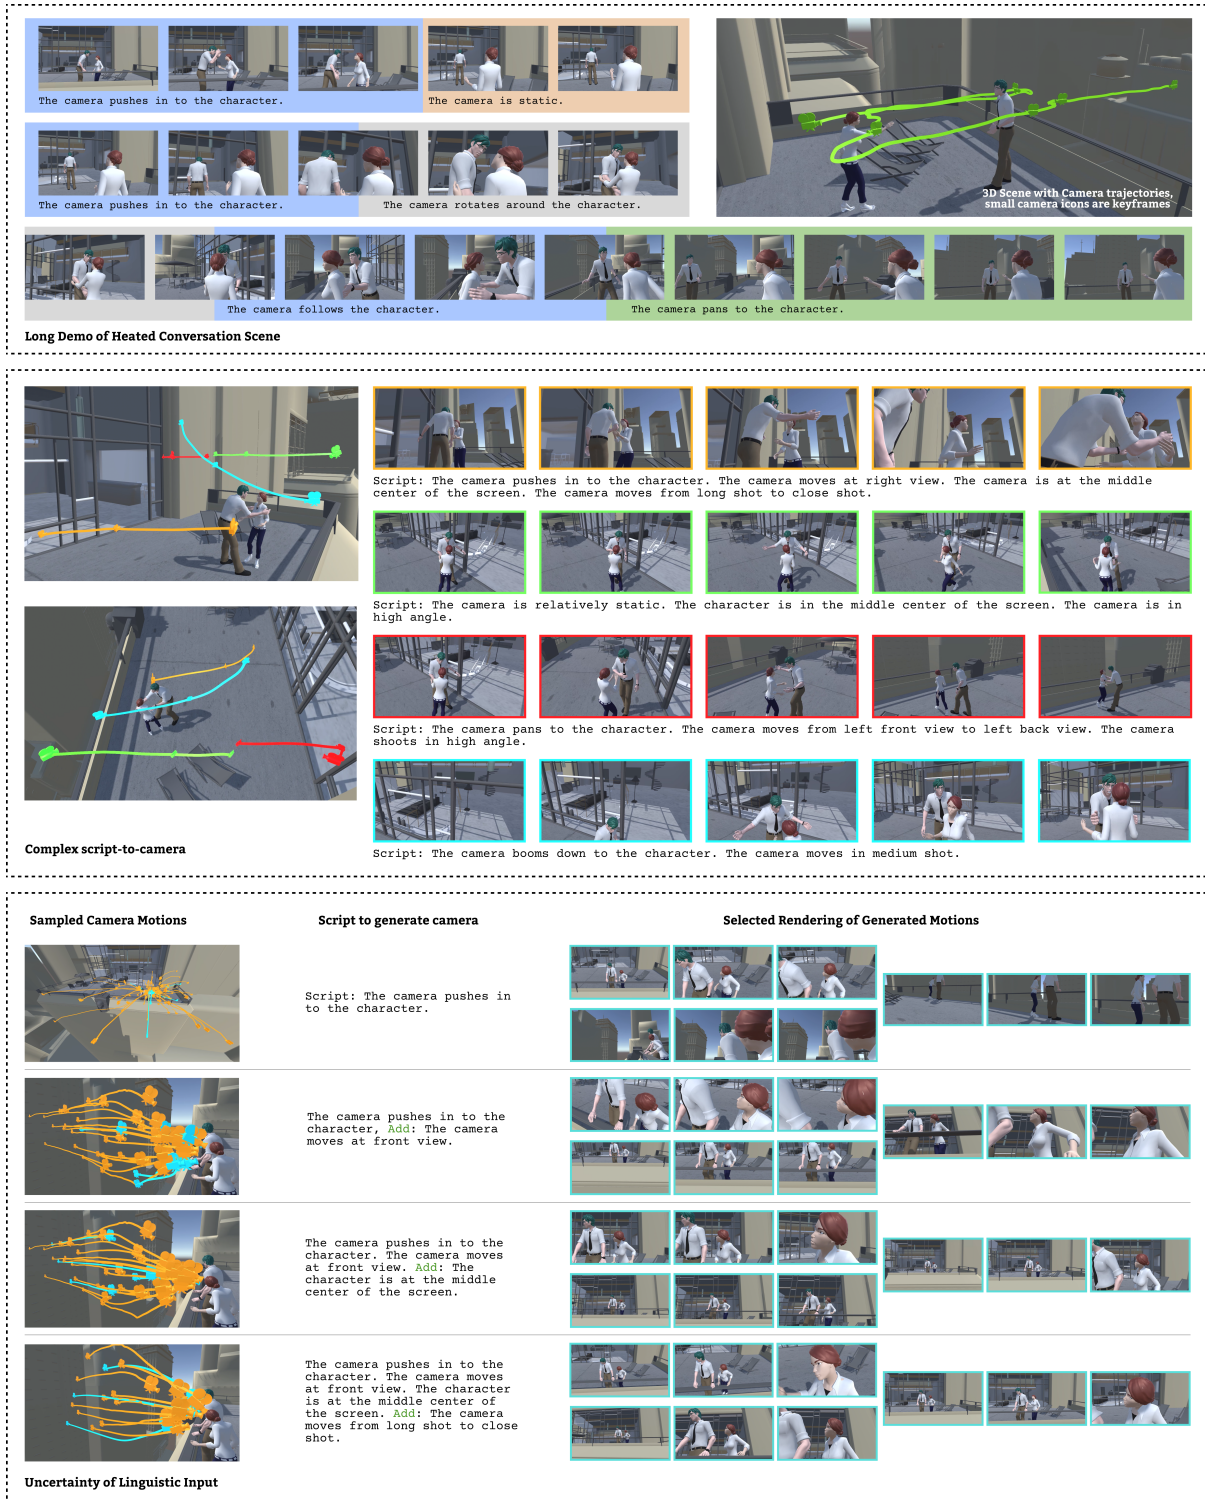 The camera pushes in to the character.
The camera is static.
The camera pushes in to the character.
The camera rotates around the character.
3D Scene with Camera trajectories,
small camera icons are keyframes
The camera follows the character.
The camera pans to the character.
Long Demo of Heated Conversation Scene
Script: The camera pushes in to the character. The camera moves at right view. The camera is at the middle
center of the screen. The camera moves from long shot to close shot.
Script: The camera is relatively static. The character is in the middle center of the screen. The camera is in
high angle.
Script: The camera pans to the character. The camera moves from left front view to left back view. The camera
shoots in high angle.
Script: The camera booms down to the character. The camera moves in medium shot.
Complex script-to-camera
Sampled Camera Motions
Script to generate camera
Selected Rendering of Generated Motions
Script: The camera pushes in
to the character.
The camera pushes in to the
character, Add: The camera
moves at front view.
The camera pushes in to the
character. The camera moves
at front view. Add: The
character is at the middle
center of the screen.
The camera pushes in to the
character. The camera moves
at front view. The character
is at the middle center of
the screen. Add: The camera
moves from long shot to close
shot.
Uncertainty of Linguistic Input